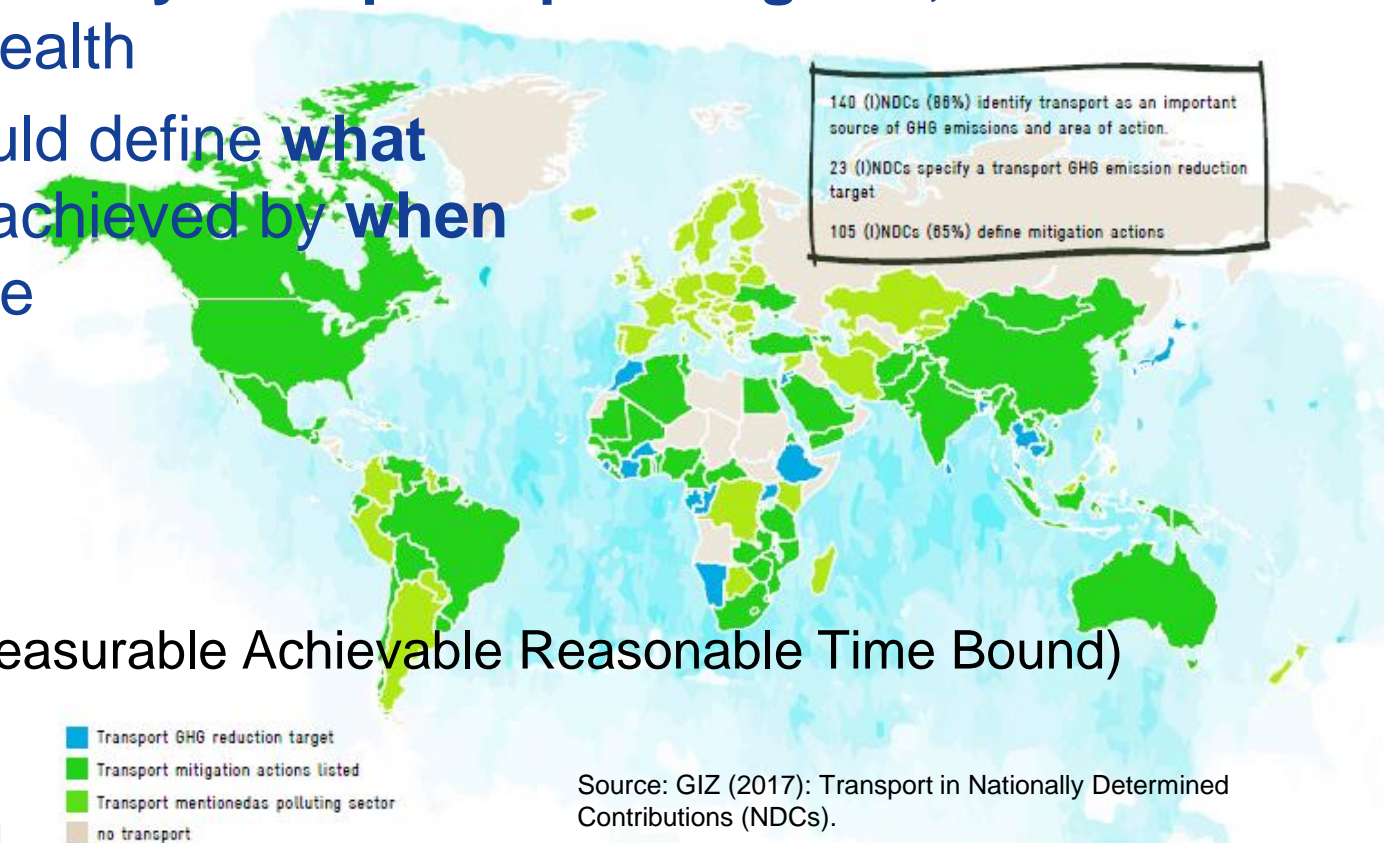 ealth
uld define what
achieved by when
e
140 (I)NDCs (86%) identify transport as an important
source of GHG emissions and area of action.
23 (I)NDCs specify a transport GHG emission reduction
target
105 (I)NDCs (65%) define mitigation actions
easurable Achievable Reasonable Time Bound)
Transport GHG reduction target
Transport mitigation actions listed
Transport mentionedas polluting sector
no transport
Source: GIZ (2017): Transport in Nationally Determined
Contributions (NDCs).